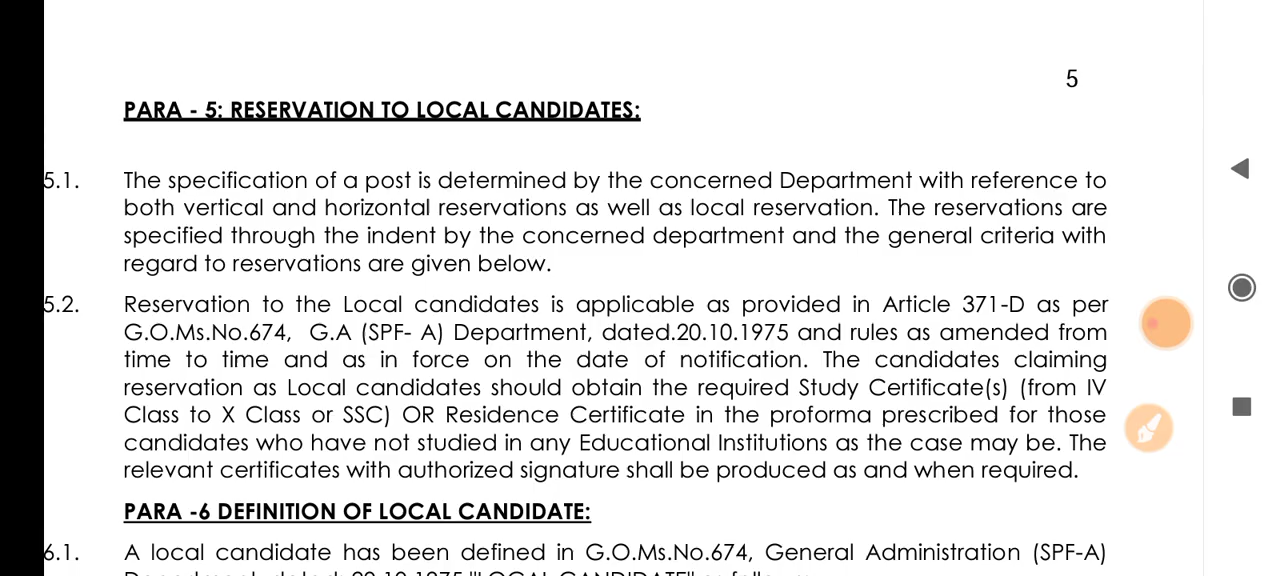 5
PARA - 5: RESERVATION TO LOCAL CANDIDATES:
5.1. The specification of a post is determined by the concerned Department with reference to
both vertical and horizontal reservations as well as local reservation. The reservations are
specified through the indent by the concerned department and the general criteria with
regard to reservations are given below.
5.2. Reservation to the Local candidates is applicable as provided in Article 371-D as per
G.O.Ms.No.674, G.A (SPF- A) Department, dated.20.10.1975 and rules as amended from
time to time and as in force on the date of notification. The candidates claiming
reservation as Local candidates should obtain the required Study Certificate(s) (from IV
Class to X Class or SSC) OR Residence Certificate in the proforma prescribed for those
candidates who have not studied in any Educational Institutions as the case may be. The
relevant certificates with authorized signature shall be produced as and when required.
PARA -6 DEFINITION OF LOCAL CANDIDATE:
6.1. A local candidate has been defined in G.O.Ms.No.674, General Administration (SPF-A)